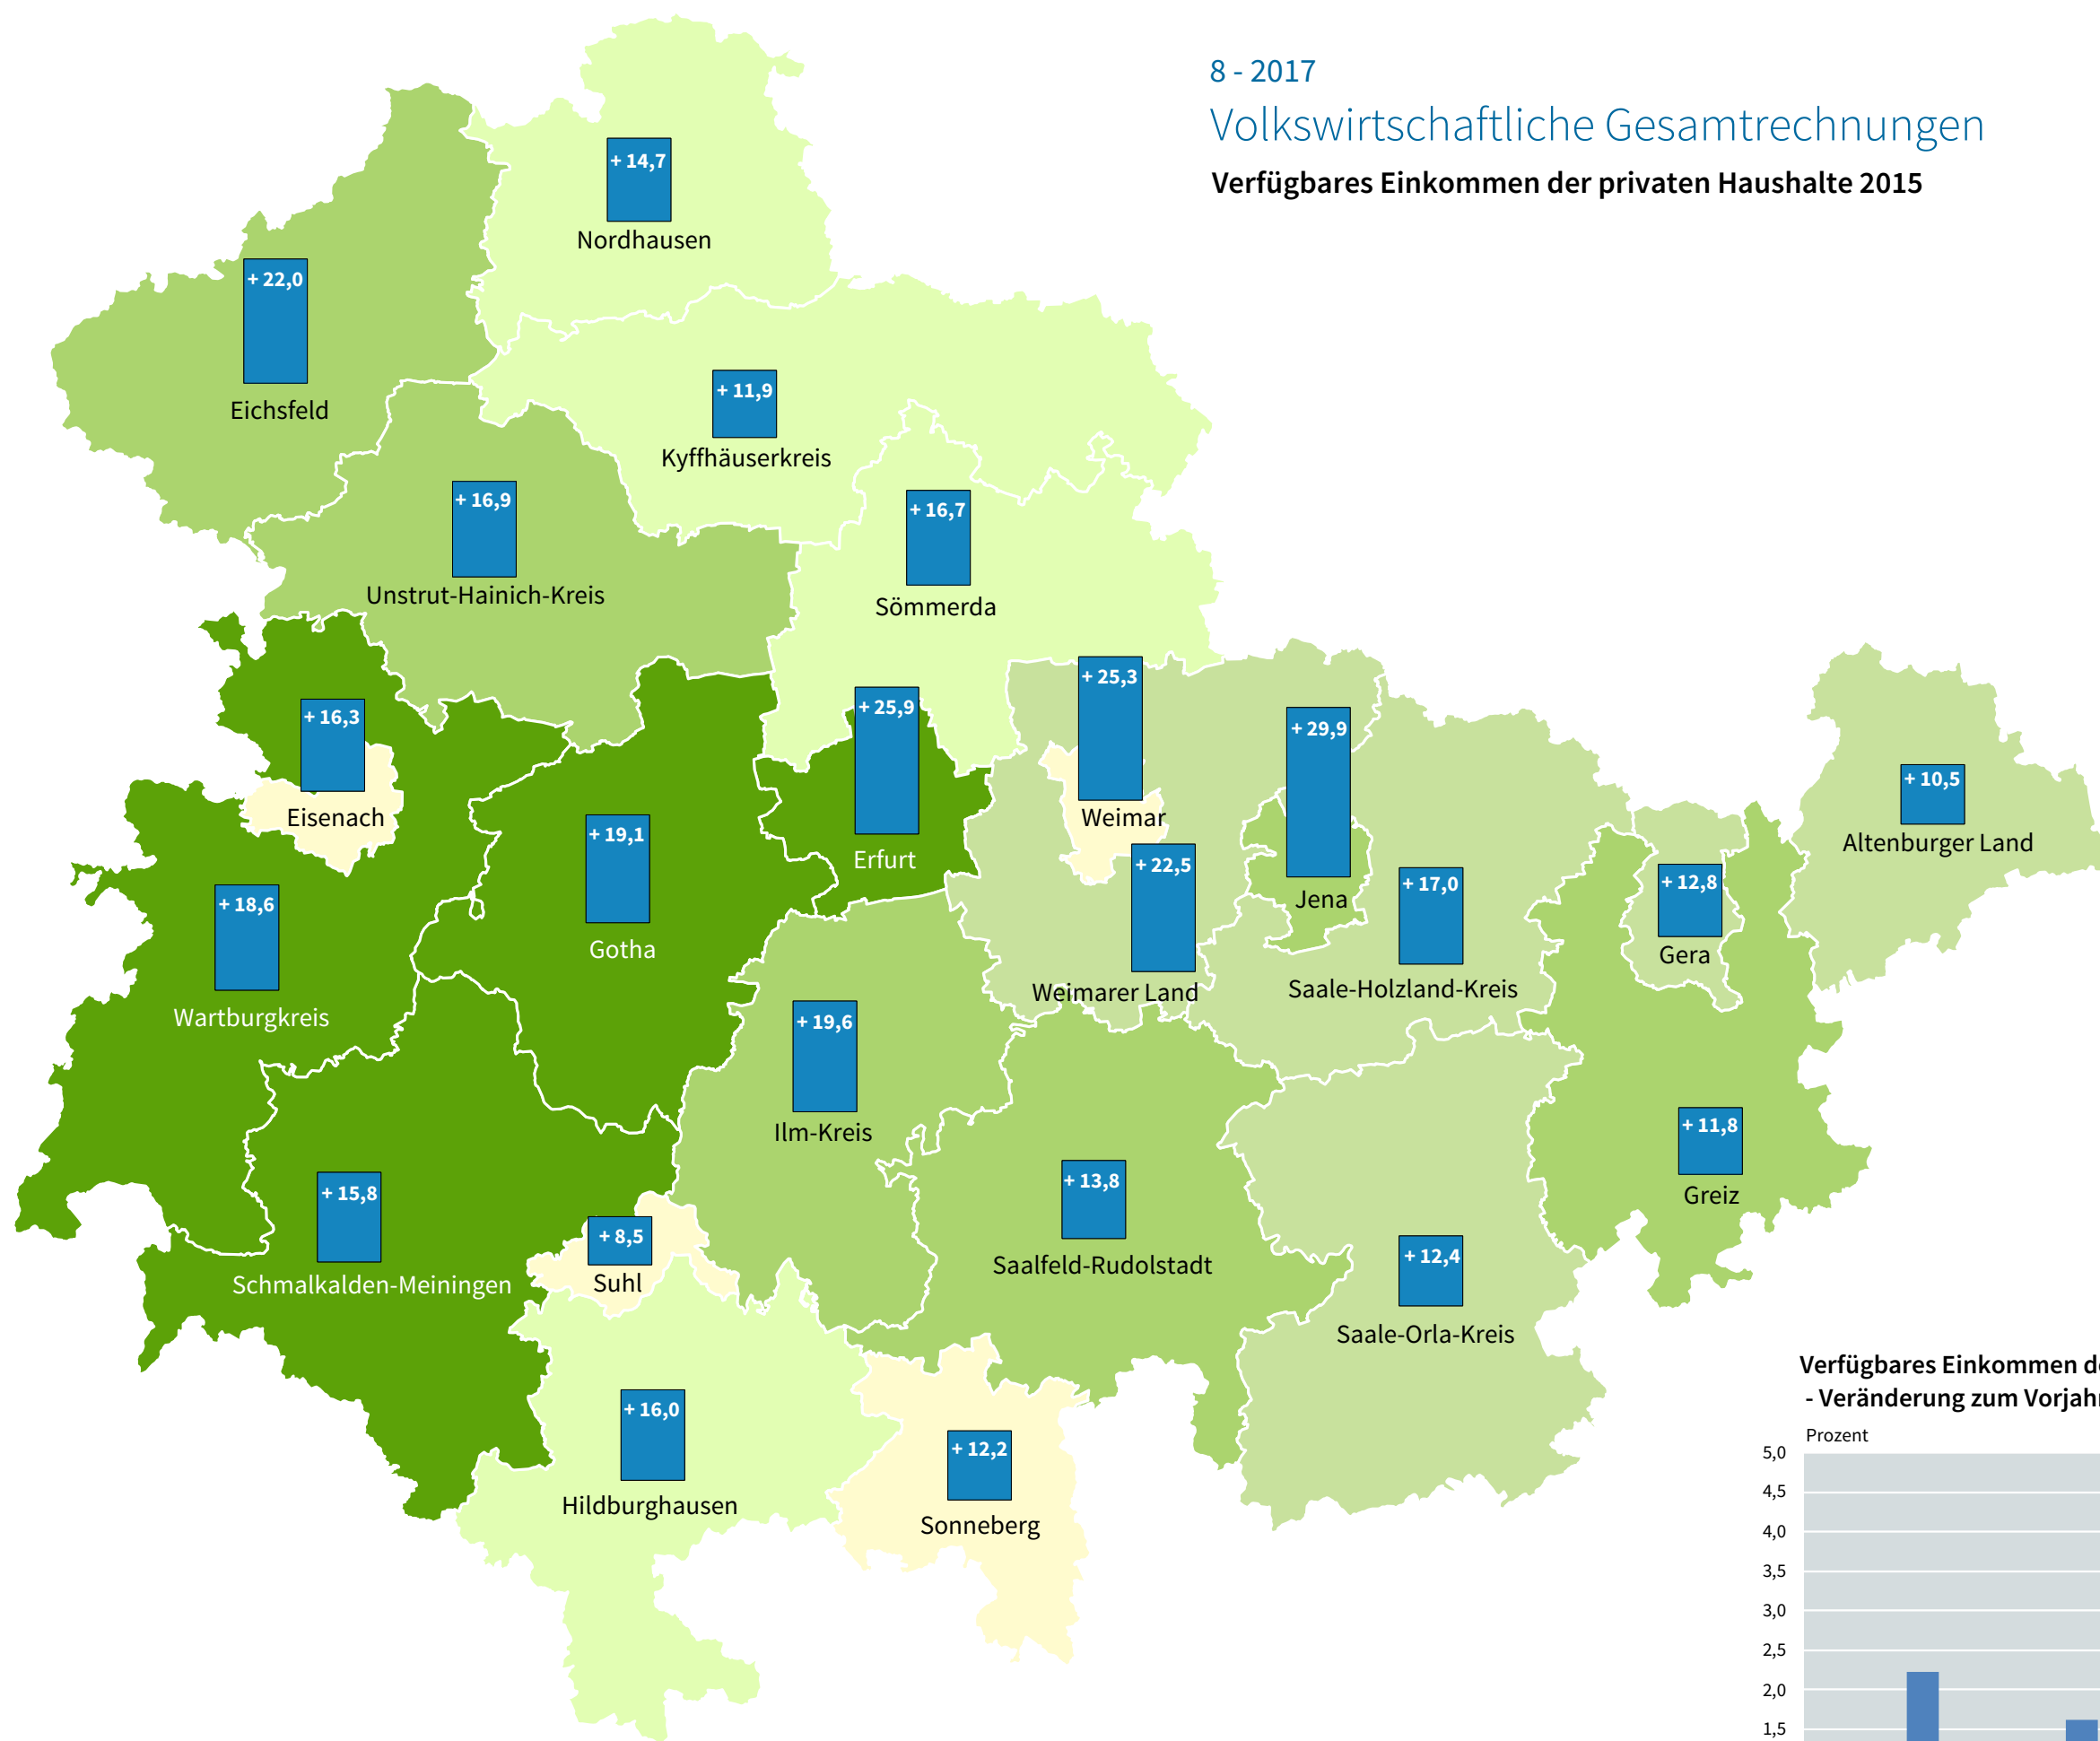 8 - 2017
Volkswirtschaftliche Gesamtrechnungen
Verfügbares Einkommen der privaten Haushalte 2015
+ 14,7
Nordhausen
+ 22,0
Eichsfeld
+ 11,9
Kyffhäuserkreis
+ 16,9
Unstrut-Hainich-Kreis
+ 16,7
Sömmerda
+ 25,3
Weimar
+ 25,9
Erfurt
+ 16,3
Eisenach
+ 29,9
Jena
+ 10,5
Altenburger Land
+ 19,1
Gotha
+ 22,5
Weimarer Land
+ 17,0
Saale-Holzland-Kreis
+ 12,8
Gera
+ 18,6
Wartburgkreis
+ 19,6
Ilm-Kreis
+ 11,8
Greiz
+ 15,8
Schmalkalden-Meiningen
+ 8,5
Suhl
+ 13,8
Saalfeld-Rudolstadt
+ 12,4
Saale-Orla-Kreis
+ 16,0
Hildburghausen
+ 12,2
Sonneberg
Verfügbares Einkommen
- Veränderung zum Vorjahr
Prozent
5,0
4,5
4,0
3,5
3,0
2,5
2,0
1,5